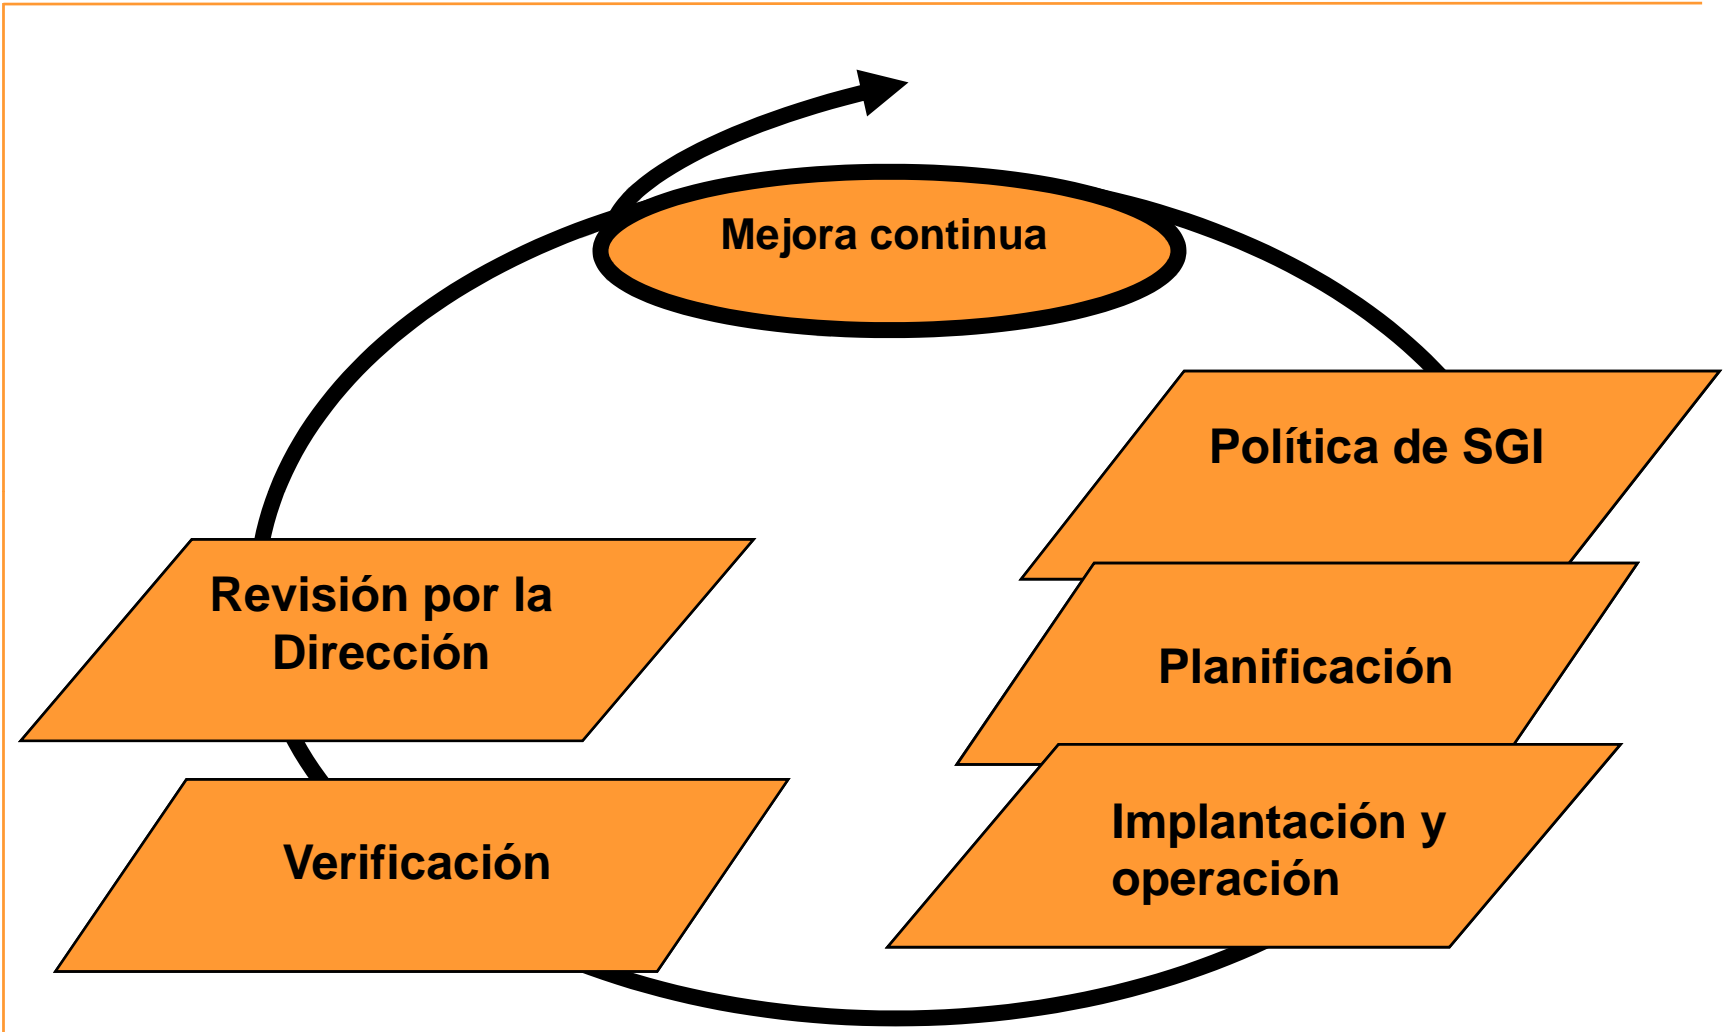 Mejora continua
Política de SGI
Planificación
Implantación y
operación
Verificación
Revisión por la
Dirección